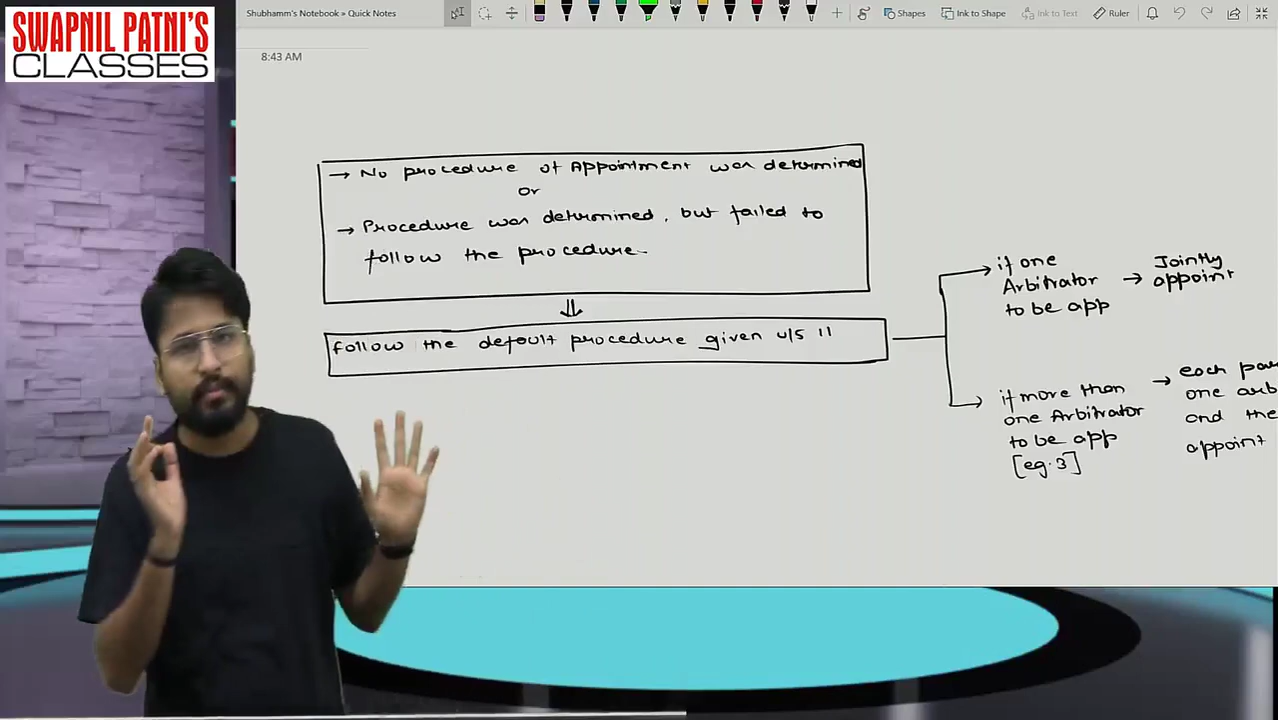 SWAPNIL PATNI'S
CLASSES
Shubhamm's Notebook » Quick Notes
Shapes
Ink to Shape
Ink to Text
Ruler
8:43 AM
→ No procedure of Appointment was determined
or
→ Procedure was determined, but failed to
follow the procedure.
⇓
follow the default procedure given u/s 11
if one
Arbitrator
to be app
→ Jointly
appoint
if more than
one Arbitrator
to be app
[eg. 3]
→ each
one
and
appoint